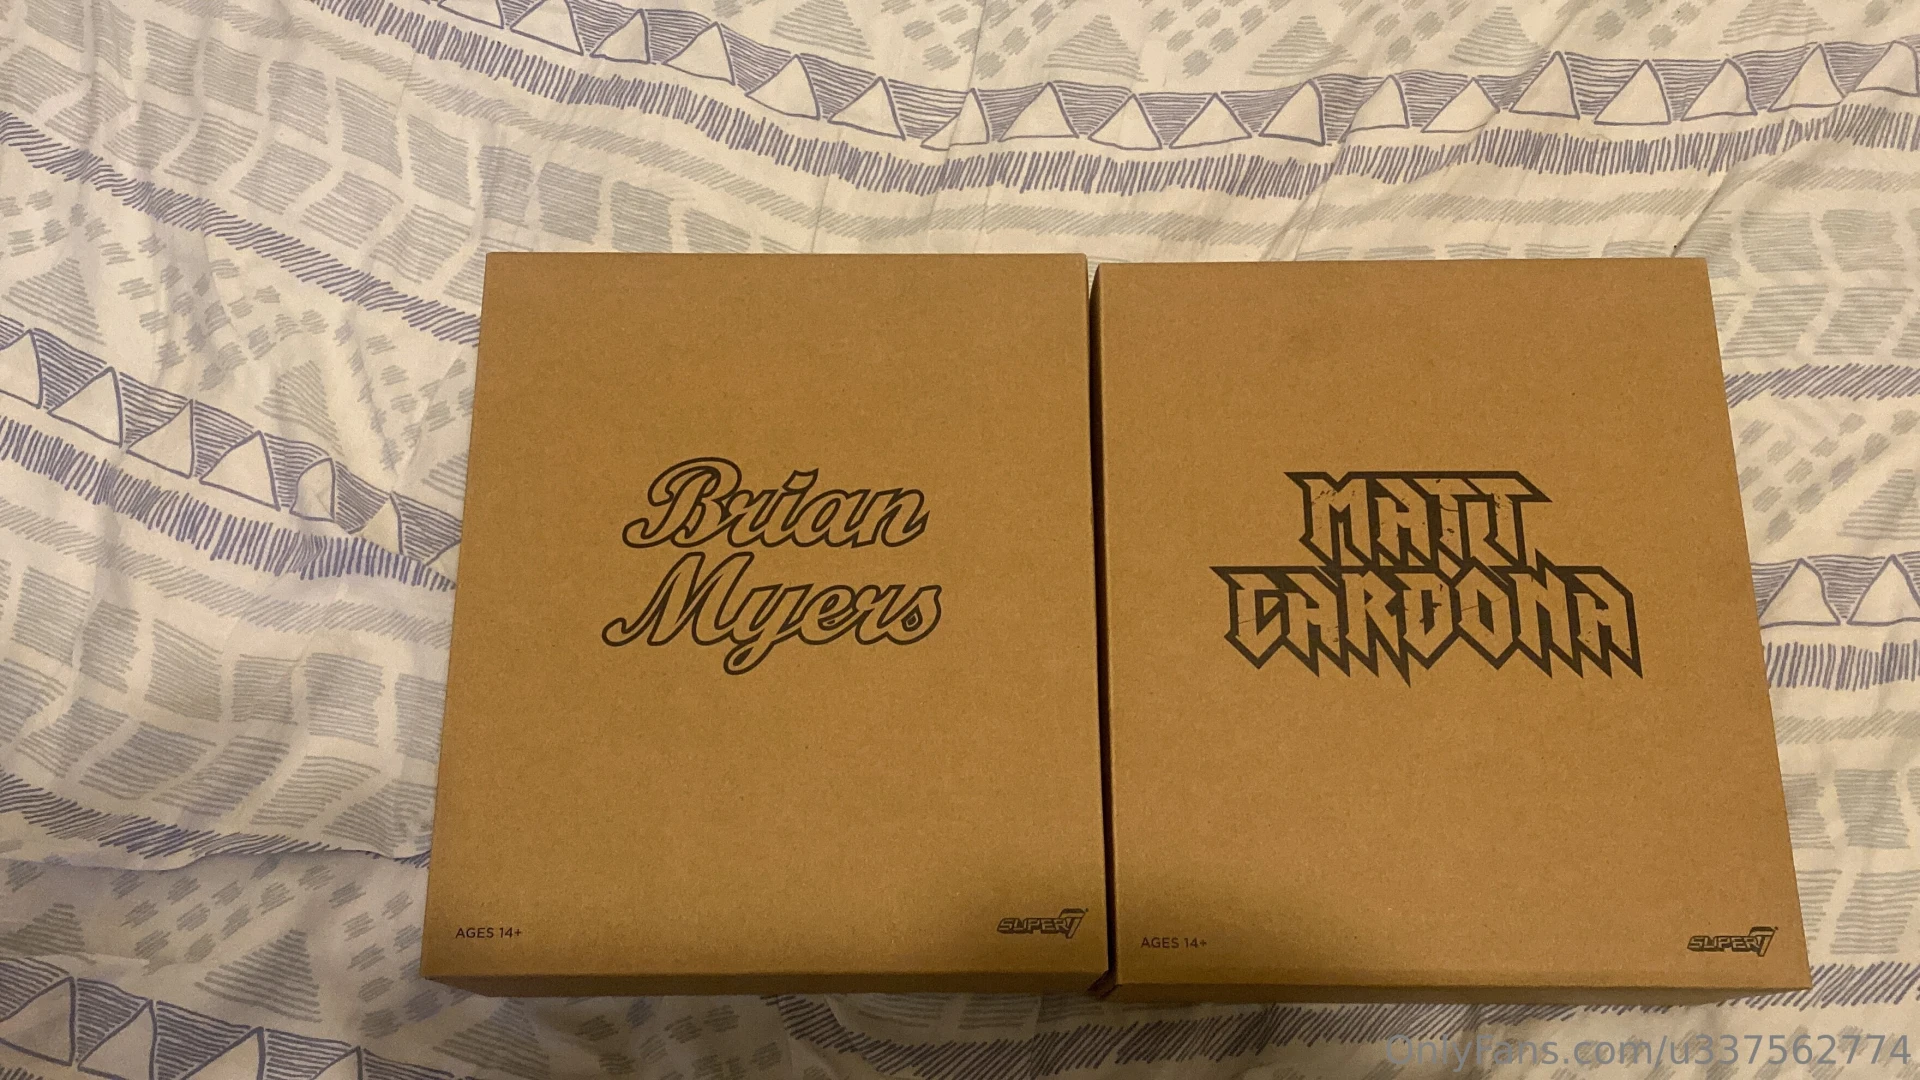 Brian
Myers
AGES 14+
SUPER7
MATT
CARDONA
AGES 14+
SUPER7
OnlyFans.com/u337562774